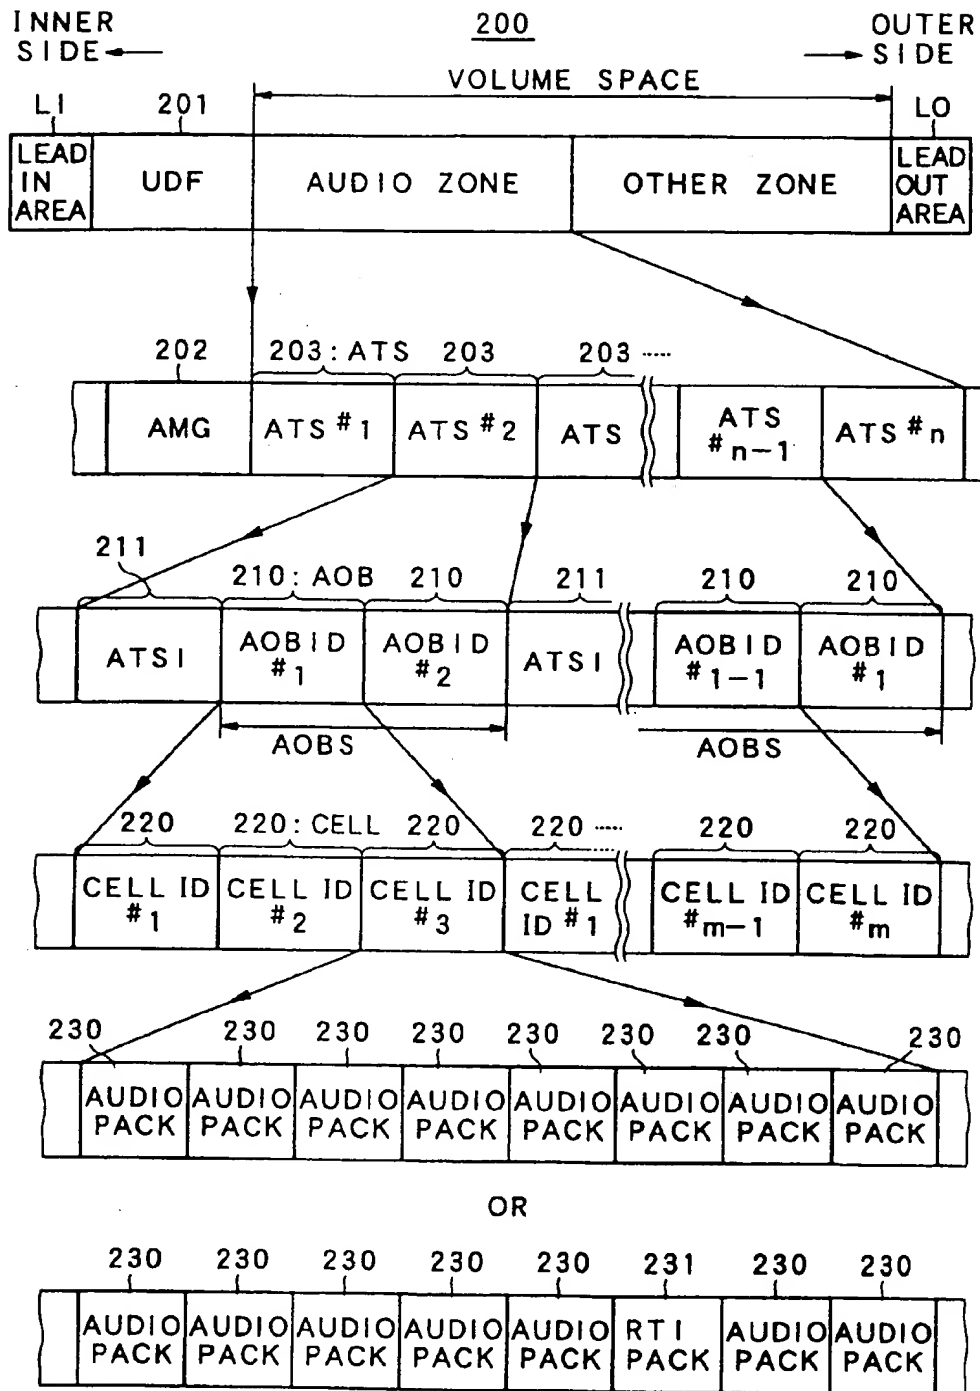 INNER SIDE
200
OUTER SIDE
VOLUME SPACE
LI 201 LO
LEAD IN AREA UDF AUDIO ZONE OTHER ZONE LEAD OUT AREA
202 203:ATS 203 203 .....
AMG ATS #1 ATS #2 ATS ATS #n-1 ATS #n
211 210:AOB 210 211 210 210
ATSI AOBID #1 AOBID #2 ATSI AOBID #1-1 AOBID #1
AOBS AOBS
220 220:CELL 220 220 ..... 220 220
CELL ID #1 CELL ID #2 CELL ID #3 CELL ID #1 CELL ID #m-1 CELL ID #m
230 230 230 230 230 230 230 230
AUDIO PACK AUDIO PACK AUDIO PACK AUDIO PACK AUDIO PACK AUDIO PACK AUDIO PACK AUDIO PACK
OR
230 230 230 230 230 231 230 230
AUDIO PACK AUDIO PACK AUDIO PACK AUDIO PACK AUDIO PACK RTI PACK AUDIO PACK AUDIO PACK